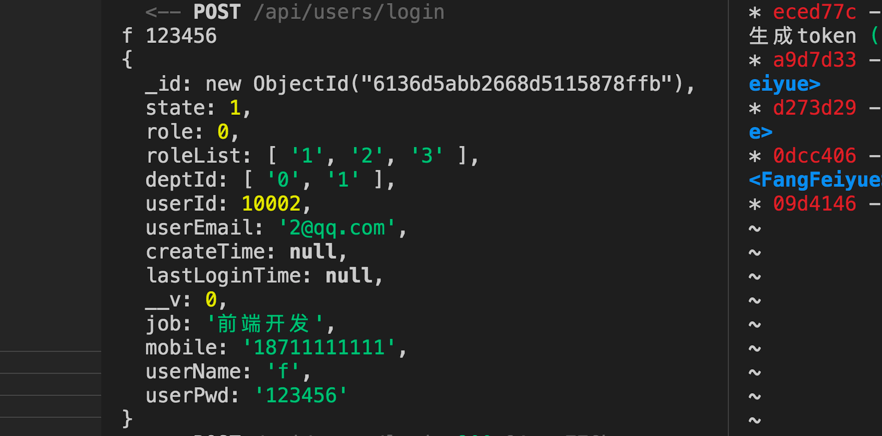 <-- POST /api/users/login
f 123456
{
_id: new ObjectId("6136d5abb2668d5115878ffb"),
state: 1,
role: 0,
roleList: [ '1', '2', '3' ],
deptId: [ '0', '1' ],
userId: 10002,
userEmail: '2@qq.com',
createTime: null,
lastLoginTime: null,
__v: 0,
job: '前端开发',
mobile: '18711111111',
userName: 'f',
userPwd: '123456'
}
* eced77c -
生成token (
* a9d7d33 -
eiyue>
* d273d29 -
e>
* 0dcc406 -
<FangFeiyue
* 09d4146 -
~
~
~
~
~
~
~
~
~